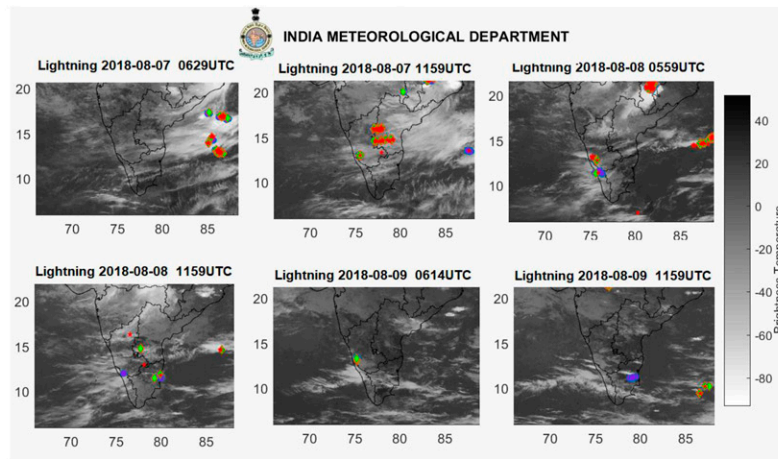 INDIA METEOROLOGICAL DEPARTMENT
Lightning 2018-08-07 0629UTC
Lightning 2018-08-07 1159UTC
Lightning 2018-08-08 0559UTC
20
15
10
70 75 80 85
20
15
10
70 75 80 85
20
15
10
70 75 80 85
Lightning 2018-08-08 1159UTC
Lightning 2018-08-09 0614UTC
Lightning 2018-08-09 1159UTC
20
15
10
70 75 80 85
20
15
10
70 75 80 85
20
15
10
70 75 80 85
40
20
0
-20
-40
-60
-80
Brightness Temperature